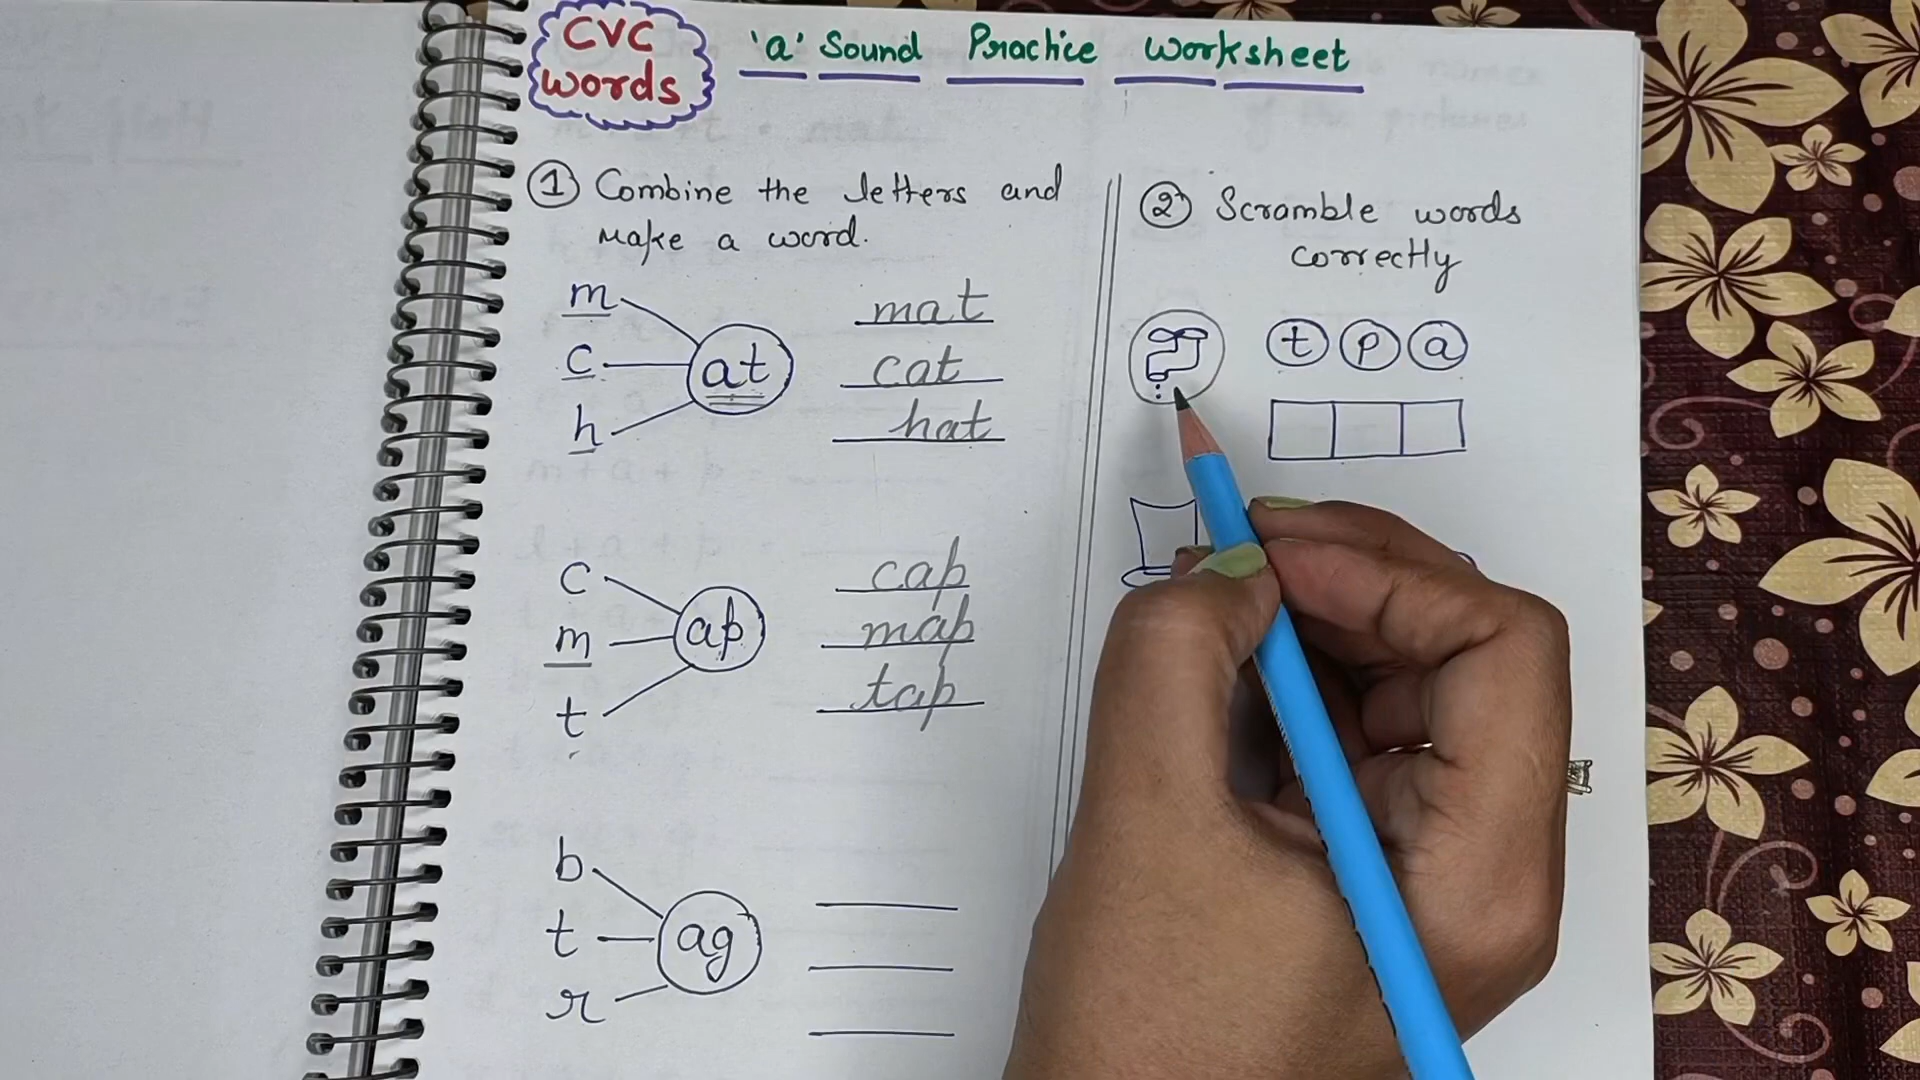 CVC words
'a' Sound Practice Worksheet
① Combine the letters and
make a word.
m
c
h
at
mat
cat
hat
c
m
t
ap
cap
map
tap
b
t
r
ag
② Scramble words
correctly
t p a